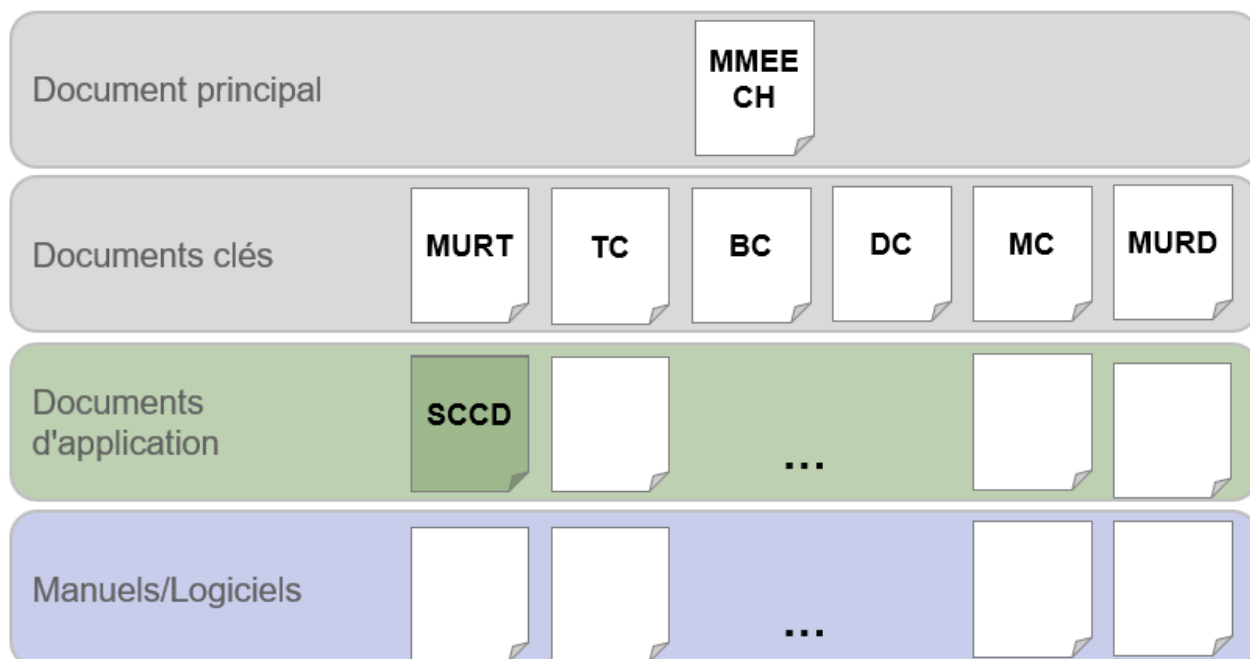 Document principal
MMEE
CH
Documents clés
MURT
TC
BC
DC
MC
MURD
Documents
d'application
SCCD
...
Manuels/Logiciels
...